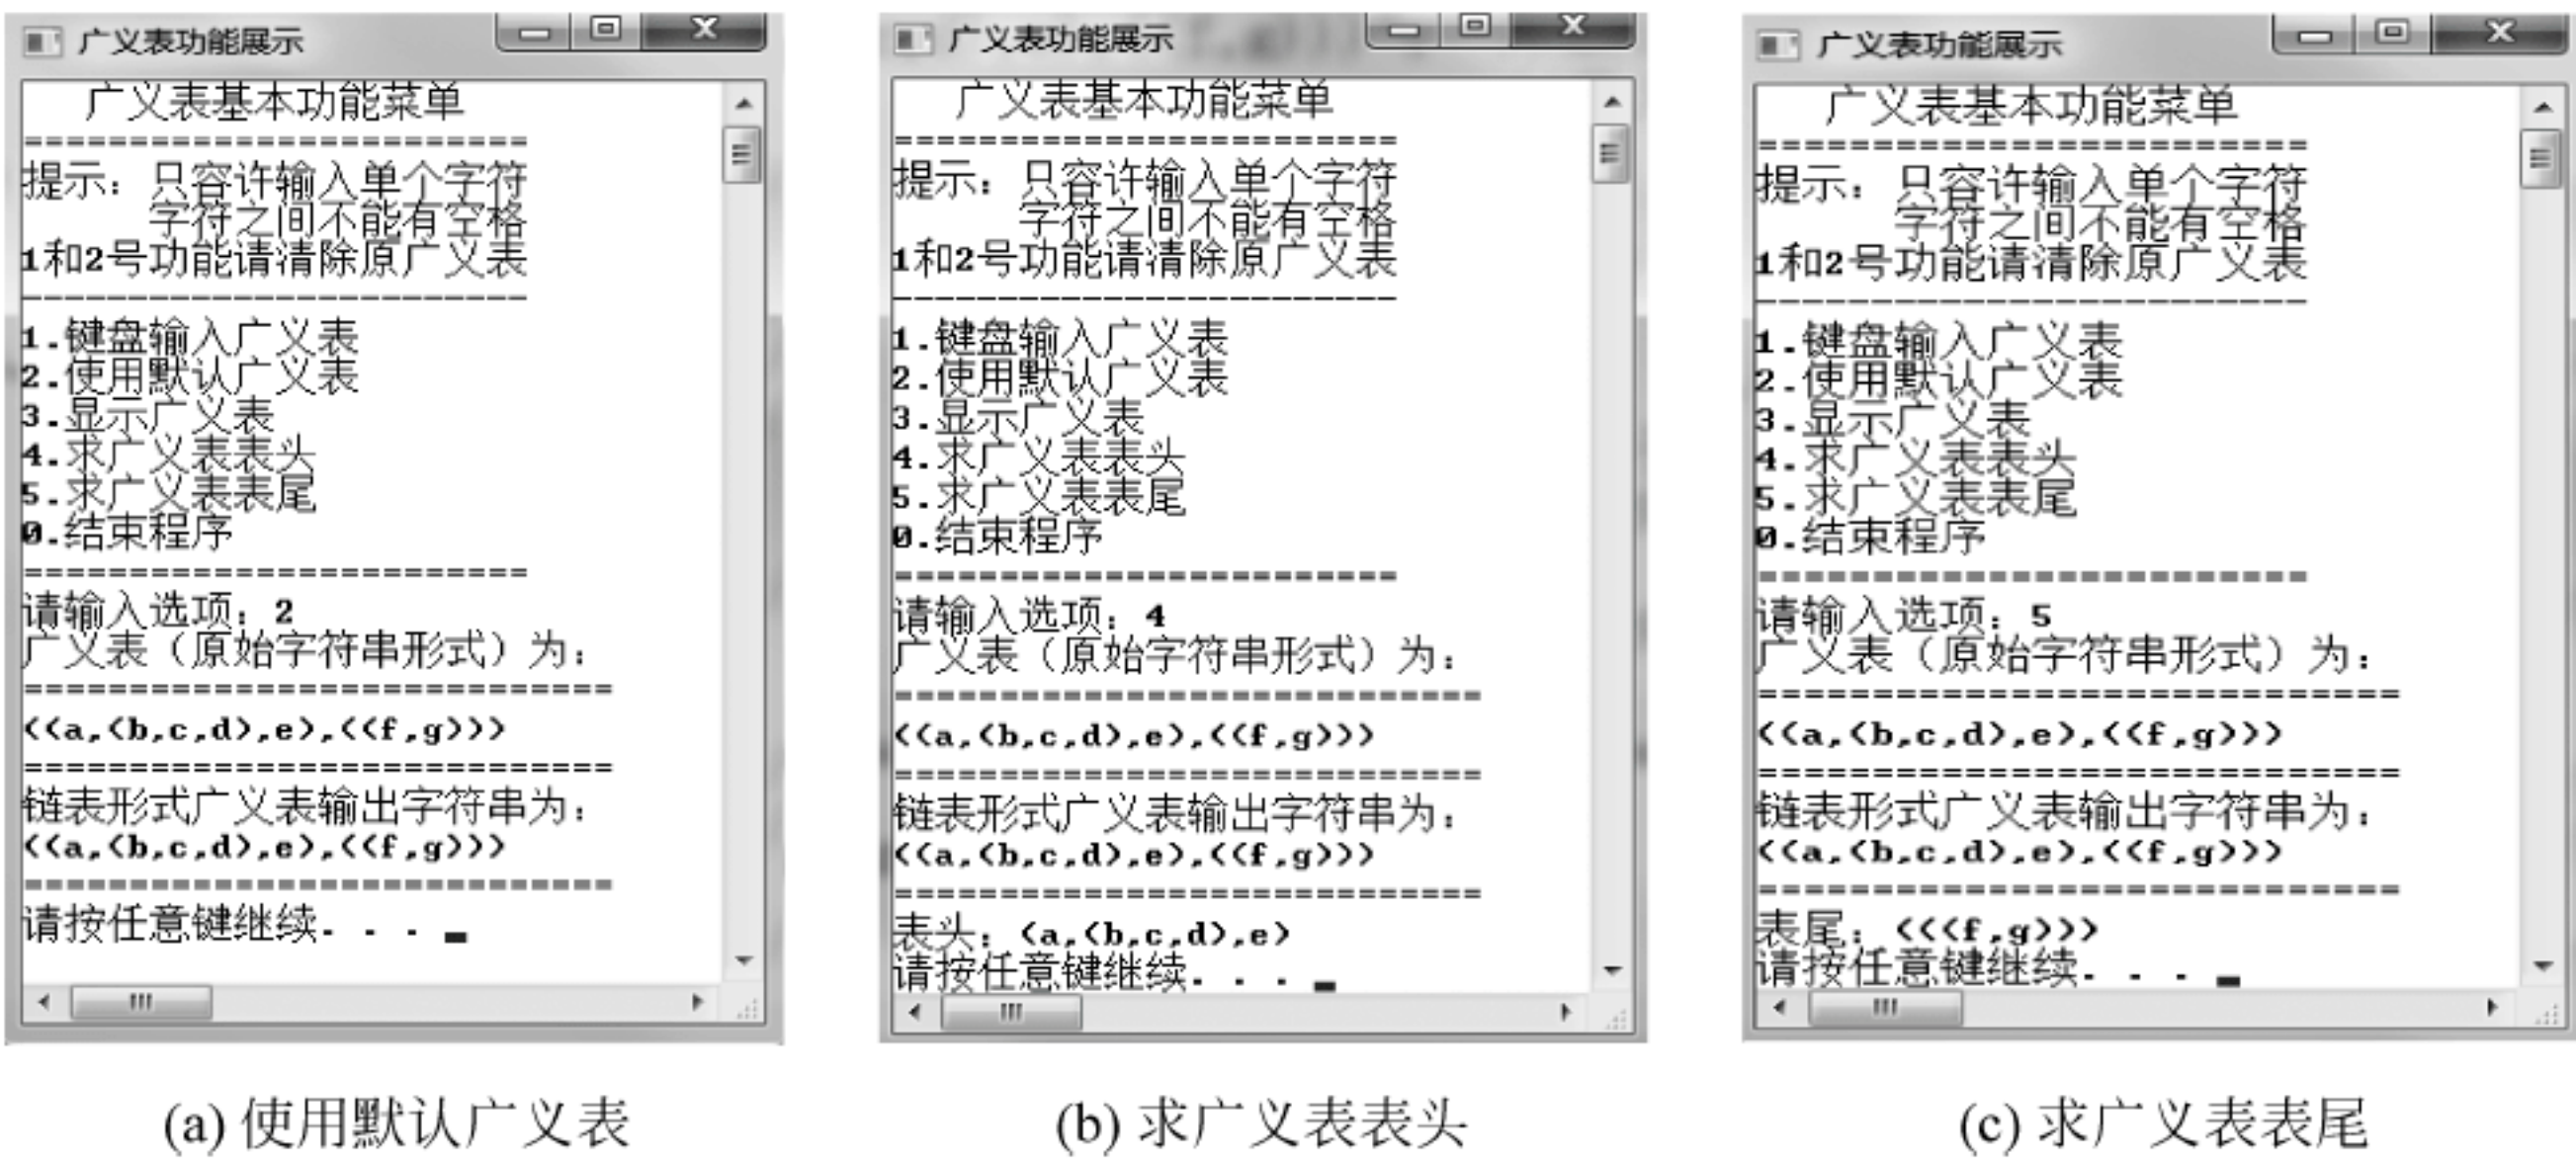 广义表功能展示
广义表基本功能菜单
========================
提示：只容许输入单个字符
字符之间不能有空格
1和2号功能请清除原广义表
------------------------
1.键盘输入广义表
2.使用默认广义表
3.显示广义表
4.求广义表表头
5.求广义表表尾
0.结束程序
========================
请输入选项：2
广义表（原始字符串形式）为：
============================
((a,(b,c,d),e),((f,g)))
============================
链表形式广义表输出字符串为：
((a,(b,c,d),e),((f,g)))
============================
请按任意键继续. . .
(a) 使用默认广义表
广义表功能展示
广义表基本功能菜单
========================
提示：只容许输入单个字符
字符之间不能有空格
1和2号功能请清除原广义表
------------------------
1.键盘输入广义表
2.使用默认广义表
3.显示广义表
4.求广义表表头
5.求广义表表尾
0.结束程序
========================
请输入选项：4
广义表（原始字符串形式）为：
============================
((a,(b,c,d),e),((f,g)))
============================
链表形式广义表输出字符串为：
((a,(b,c,d),e),((f,g)))
============================
表头：(a,(b,c,d),e)
请按任意键继续. . .
(b) 求广义表表头
广义表功能展示
广义表基本功能菜单
========================
提示：只容许输入单个字符
字符之间不能有空格
1和2号功能请清除原广义表
------------------------
1.键盘输入广义表
2.使用默认广义表
3.显示广义表
4.求广义表表头
5.求广义表表尾
0.结束程序
========================
请输入选项：5
广义表（原始字符串形式）为：
============================
((a,(b,c,d),e),((f,g)))
============================
链表形式广义表输出字符串为：
((a,(b,c,d),e),((f,g)))
============================
表尾：(((f,g)))
请按任意键继续. . .
(c) 求广义表表尾